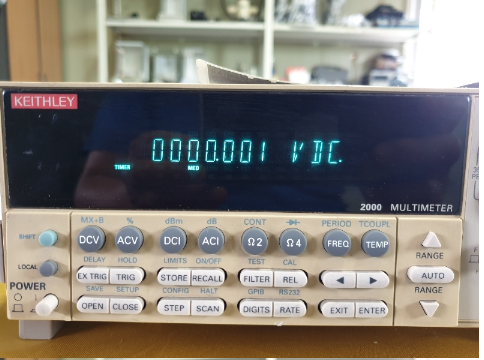 KEITHLEY
0000.001 VDC.
TIMER MED
2000 MULTIMETER
MX+B % dBm dB CONT PERIOD TCOUPL
SHIFT DCV ACV DCI ACI Ω2 Ω4 FREQ TEMP
DELAY HOLD LIMITS ON/OFF TEST CAL RANGE
LOCAL EX TRIG TRIG STORE RECALL FILTER REL AUTO
POWER SAVE SETUP CONFIG HALT GPIB RS232 RANGE
OPEN CLOSE STEP SCAN DIGITS RATE EXIT ENTER